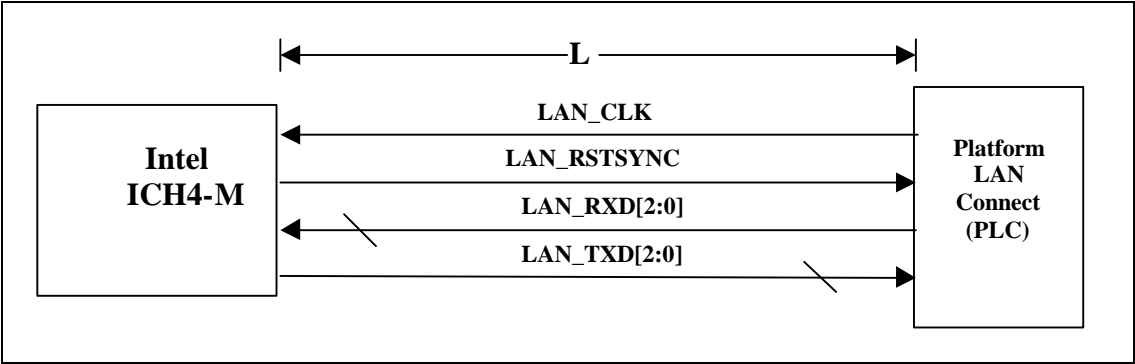 L
LAN_CLK
Intel
ICH4-M
LAN_RSTSYNC
LAN_RXD[2:0]
LAN_TXD[2:0]
Platform
LAN
Connect
(PLC)